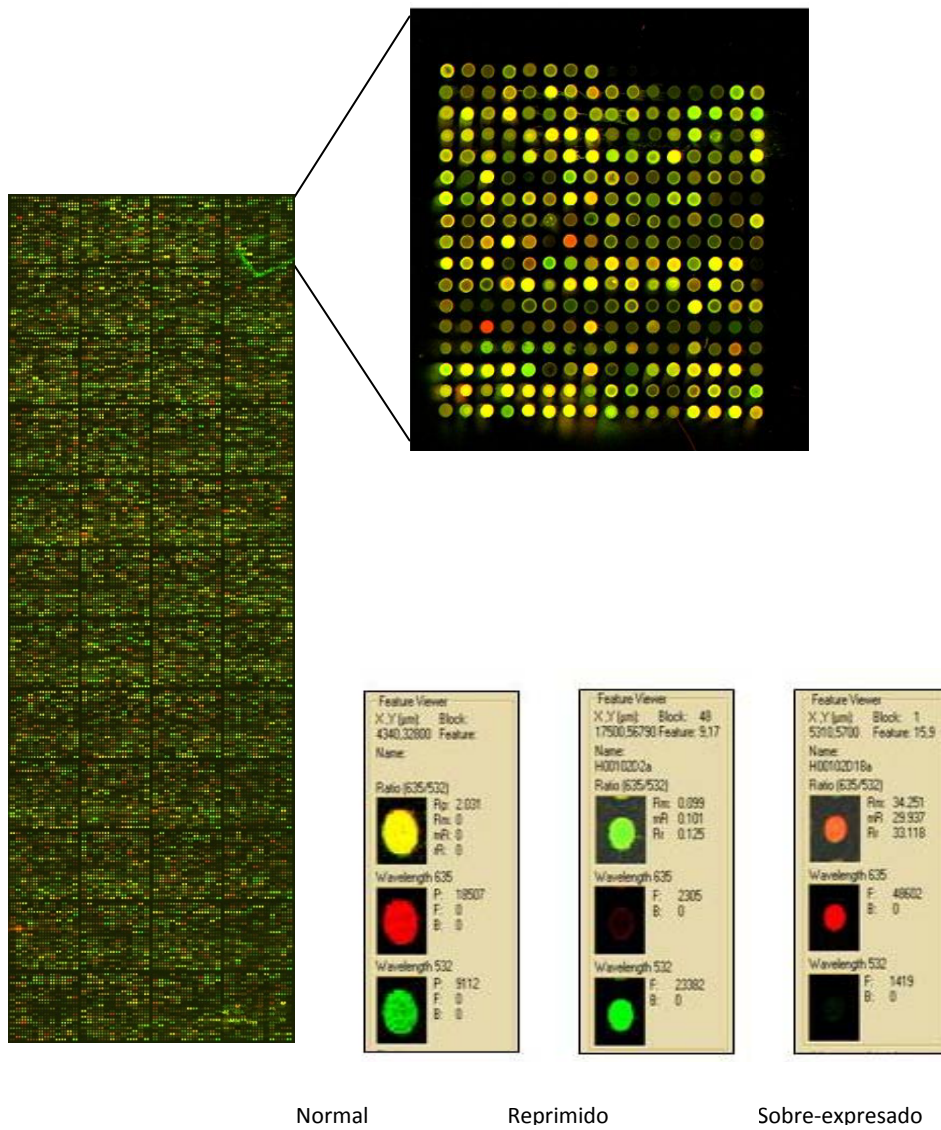 Feature Viewer
X,Y (µm): Block:
4340,32800 Feature:
Name:
Ratio (635/532)
Rp: 2.031
Rm: 0
mR: 0
rR: 0
Wavelength 635
P: 18507
F: 0
B: 0
Wavelength 532
P: 9112
F: 0
B: 0
Feature Viewer
X,Y (µm): Block: 48
17500,56790 Feature: 9,17
Name:
H00102D2a
Ratio (635/532)
Rm: 0.099
mR 0.101
Rr 0.125
Wavelength 635
F: 2305
B: 0
Wavelength 532
F: 23382
B: 0
Feature Viewer
X,Y (µm): Block: 1
5310,5700 Feature: 15,9
Name:
H00102D18a
Ratio (635/532)
Rm: 34.251
mR 29.937
Rr 33.118
Wavelength 635
F: 48602
B: 0
Wavelength 532
F: 1419
B: 0
Normal Reprimido Sobre-expresado